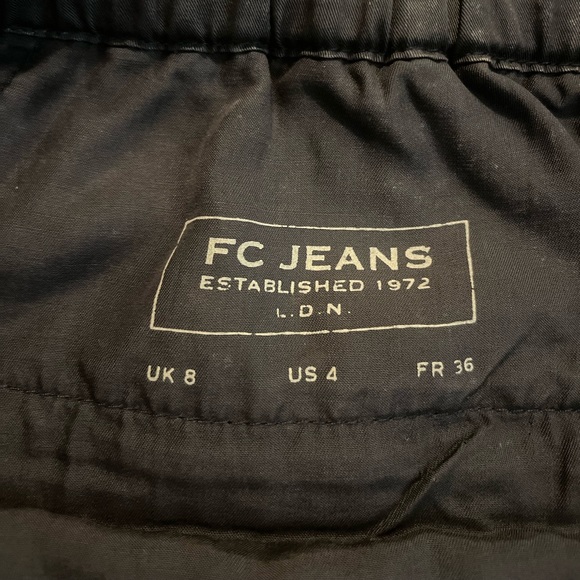 FC JEANS
ESTABLISHED 1972
L.D.N.
UK 8 US 4 FR 36